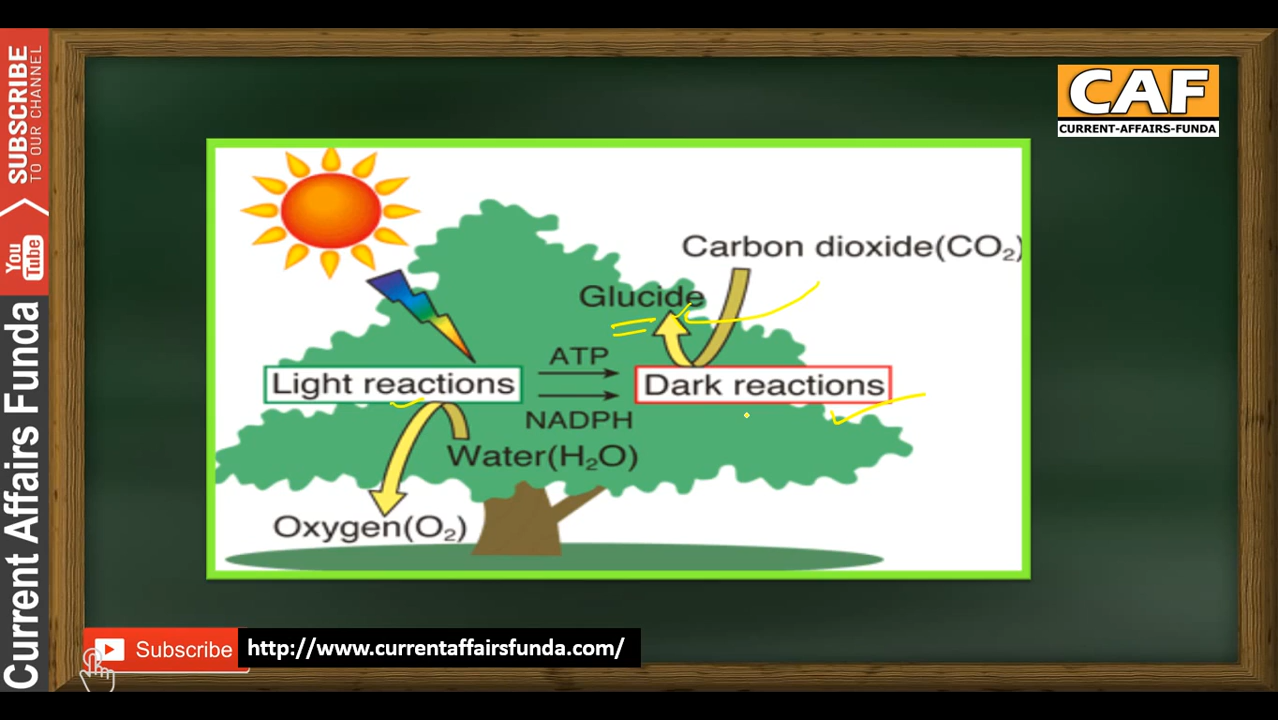 SUBSCRIBE
TO OUR CHANNEL
You
Tube
Current Affairs Funda
CAF
CURRENT-AFFAIRS-FUNDA
Carbon dioxide(CO₂)
Glucide
ATP
Light reactions
Dark reactions
NADPH
Water(H₂O)
Oxygen(O₂)
Subscribe
http://www.currentaffairsfunda.com/